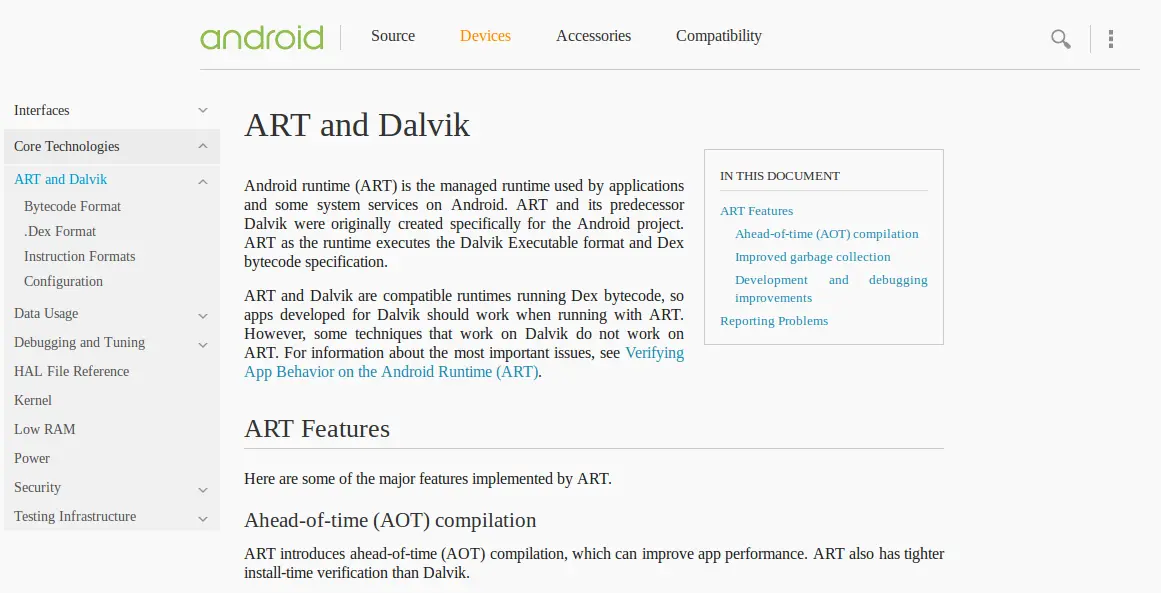 android
Source
Devices
Accessories
Compatibility
Interfaces
Core Technologies
ART and Dalvik
Bytecode Format
.Dex Format
Instruction Formats
Configuration
Data Usage
Debugging and Tuning
HAL File Reference
Kernel
Low RAM
Power
Security
Testing Infrastructure
ART and Dalvik
Android runtime (ART) is the managed runtime used by applications
and some system services on Android. ART and its predecessor
Dalvik were originally created specifically for the Android project.
ART as the runtime executes the Dalvik Executable format and Dex
bytecode specification.
ART and Dalvik are compatible runtimes running Dex bytecode, so
apps developed for Dalvik should work when running with ART.
However, some techniques that work on Dalvik do not work on
ART. For information about the most important issues, see Verifying
App Behavior on the Android Runtime (ART).
IN THIS DOCUMENT
ART Features
Ahead-of-time (AOT) compilation
Improved garbage collection
Development and debugging
improvements
Reporting Problems
ART Features
Here are some of the major features implemented by ART.
Ahead-of-time (AOT) compilation
ART introduces ahead-of-time (AOT) compilation, which can improve app performance. ART also has tighter
install-time verification than Dalvik.